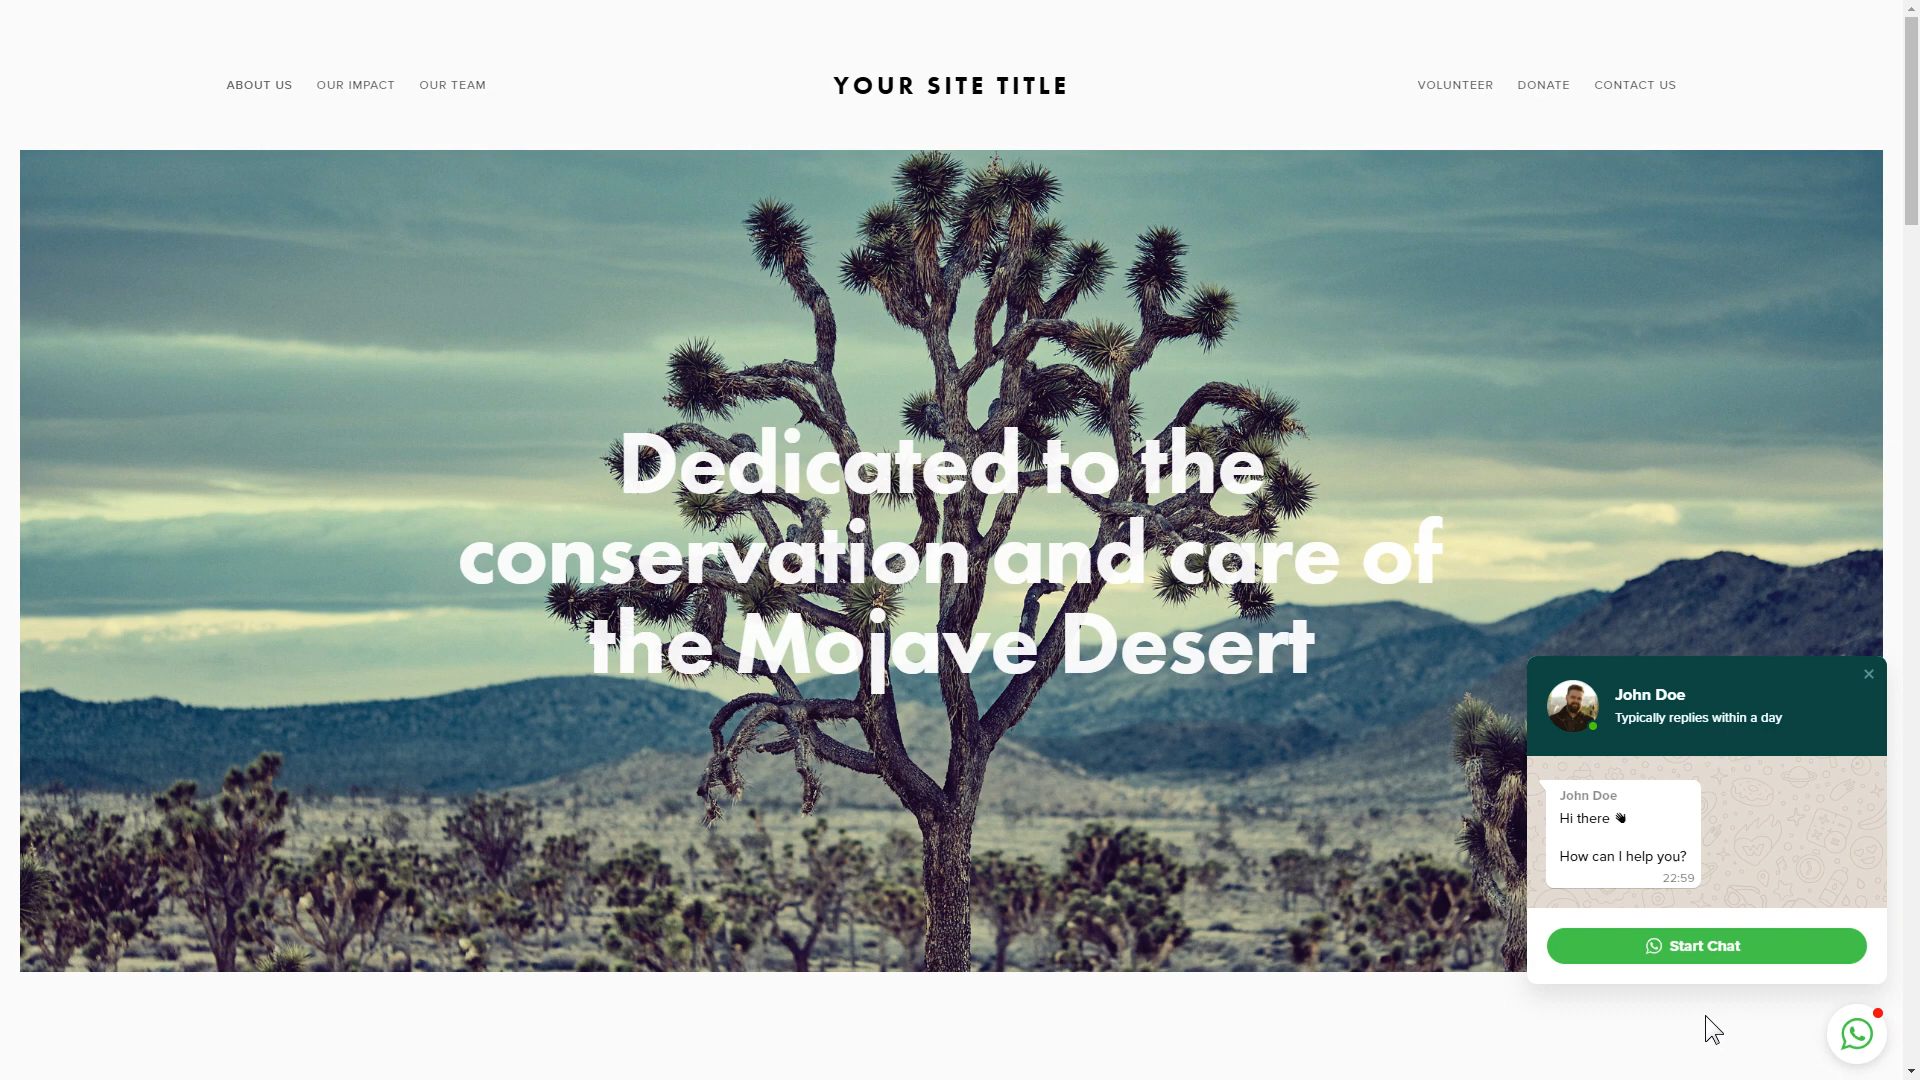 ABOUT US OUR IMPACT OUR TEAM
YOUR SITE TITLE
VOLUNTEER DONATE CONTACT US
Dedicated to the
conservation and care of
the Mojave Desert
John Doe
Typically replies within a day
John Doe
Hi there 👋
How can I help you?
22:59
Start Chat